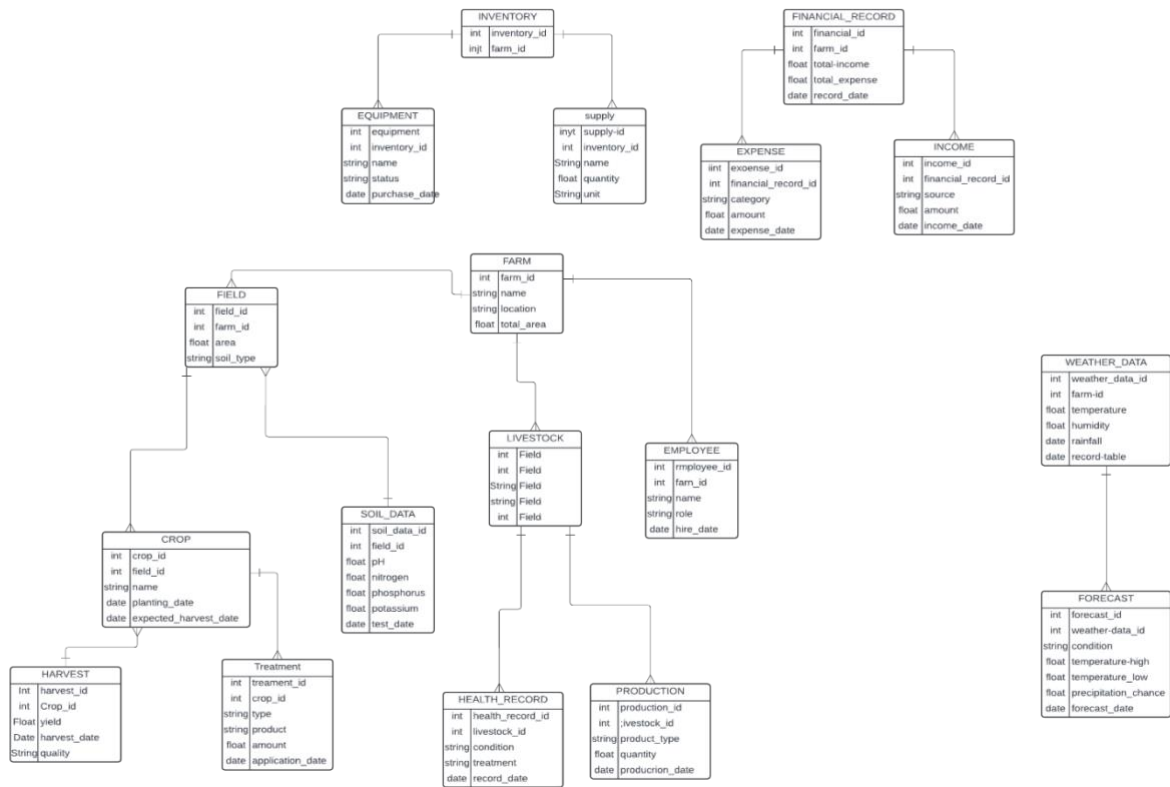 INVENTORY
int inventory_id
injt farm_id
FINANCIAL_RECORD
int financial_id
int farm_id
float total-income
float total_expense
date record_date
EQUIPMENT
int equipment
int inventory_id
string name
string status
date purchase_date
supply
inyt supply-id
int inventory_id
String name
float quantity
String unit
EXPENSE
iint exoense_id
int financial_record_id
string category
float amount
date expense_date
INCOME
int income_id
int financial_record_id
string source
float amount
date income_date
FARM
int farm_id
string name
string location
float total_area
FIELD
int field_id
int farm_id
float area
string soil_type
WEATHER_DATA
int weather_data_id
int farm-id
float temperature
float humidity
date rainfall
date record-table
LIVESTOCK
int Field
int Field
String Field
string Field
int Field
EMPLOYEE
int rmployee_id
int fam_id
string name
string role
date hire_date
SOIL_DATA
int soil_data_id
int field_id
float pH
float nitrogen
float phosphorus
float potassium
date test_date
CROP
int crop_id
int field_id
string name
date planting_date
date expected_harvest_date
FORECAST
int forecast_id
int weather-data_id
string condition
float temperature-high
float temperature_low
float precipitation_chance
date forecast_date
HARVEST
Int harvest_id
int Crop_id
Float yield
Date harvest_date
String quality
Treatment
int treament_id
int crop_id
string type
string product
float amount
date application_date
HEALTH_RECORD
int health_record_id
int livestock_id
string condition
string treatment
date record_date
PRODUCTION
int production_id
int ;ivestock_id
string product_type
float quantity
date producrion_date